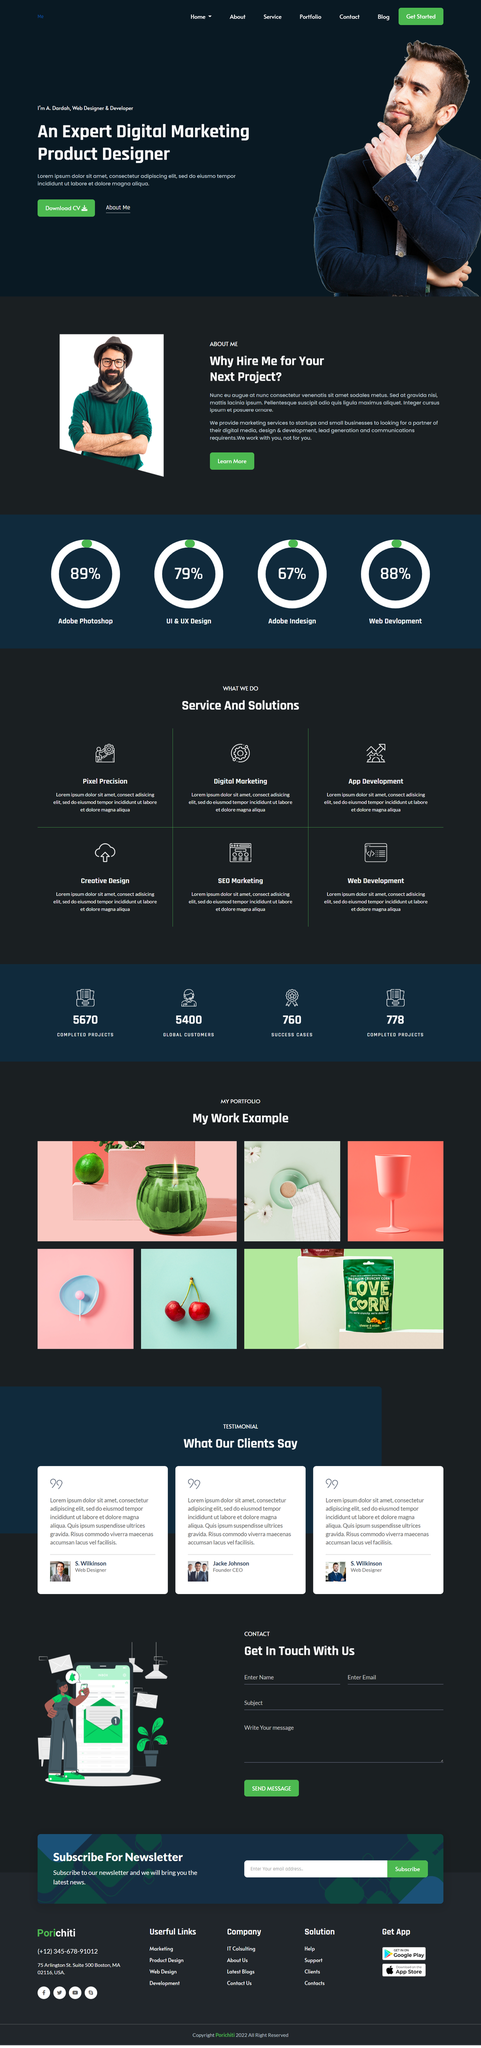 Home
About
Service
Portfolio
Contact
Blog
Get Started
I'm A. Dardah, Web Designer & Developer
An Expert Digital Marketing
Product Designer
Lorem ipsum dolor sit amet, consectetur adipiscing elit, sed do eiusmo tempor
incididunt ut labore et dolore magna aliqua.
Download CV
About Me
ABOUT ME
Why Hire Me for Your
Next Project?
Nunc eu augue at nunc consectetur venenatis sit amet sodales metus. Sed at gravida nisi,
mattis lacinia ipsum. Pellentesque suscipit odio quis ligula maximus aliquet. Integer cursus
ipsum et posuere ornare.
We provide marketing services to startups and small businesses to looking for a partner of
their digital media, design & development, lead generation and communications
requirents.We work with you, not for you.
Learn More
89%
79%
67%
88%
Adobe Photoshop
UI & UX Design
Adobe Indesign
Web Devlopment
WHAT WE DO
Service And Solutions
Pixel Precision
Lorem ipsum dolor sit amet, consect adisicing
elit, sed do eiusmod tempor incididunt ut labore
et dolore magna aliqua
Digital Marketing
Lorem ipsum dolor sit amet, consect adisicing
elit, sed do eiusmod tempor incididunt ut labore
et dolore magna aliqua
App Development
Lorem ipsum dolor sit amet, consect adisicing
elit, sed do eiusmod tempor incididunt ut labore
et dolore magna aliqua
Creative Design
Lorem ipsum dolor sit amet, consect adisicing
elit, sed do eiusmod tempor incididunt ut labore
et dolore magna aliqua
SEO Marketing
Lorem ipsum dolor sit amet, consect adisicing
elit, sed do eiusmod tempor incididunt ut labore
et dolore magna aliqua
Web Development
Lorem ipsum dolor sit amet, consect adisicing
elit, sed do eiusmod tempor incididunt ut labore
et dolore magna aliqua
5670
COMPLETED PROJECTS
5400
GLOBAL CUSTOMERS
760
SUCCESS CASES
778
COMPLETED PROJECTS
MY PORTFOLIO
My Work Example
LOVE,
CORN
TESTIMONIAL
What Our Clients Say
Lorem ipsum dolor sit amet, consectetur
adipiscing elit, sed do eiusmod tempor
incididunt ut labore et dolore magna
aliqua. Quis ipsum suspendisse ultrices
gravida. Risus commodo viverra maecenas
accumsan lacus vel facilisis.
S. Wilkinson
Web Designer
Lorem ipsum dolor sit amet, consectetur
adipiscing elit, sed do eiusmod tempor
incididunt ut labore et dolore magna
aliqua. Quis ipsum suspendisse ultrices
gravida. Risus commodo viverra maecenas
accumsan lacus vel facilisis.
Jacke Johnson
Founder CEO
Lorem ipsum dolor sit amet, consectetur
adipiscing elit, sed do eiusmod tempor
incididunt ut labore et dolore magna
aliqua. Quis ipsum suspendisse ultrices
gravida. Risus commodo viverra maecenas
accumsan lacus vel facilisis.
S. Wilkinson
Web Designer
CONTACT
Get In Touch With Us
Enter Name
Enter Email
Subject
Write Your message
SEND MESSAGE
1
Subscribe For Newsletter
Subscribe to our newsletter and we will bring you the
latest news.
Enter Your email address...
Subscribe
Porichiti
(+12) 345-678-91012
75 Arlington St. Suite 500 Boston, MA
02116, USA.
Userful Links
Marketing
Product Design
Web Design
Development
Company
IT Colsulting
About Us
Latest Blogs
Contact Us
Solution
Help
Support
Clients
Contacts
Get App
GET IN ON
Google Play
Download on the
App Store
Copyright Porichiti 2022 All Right Reserved